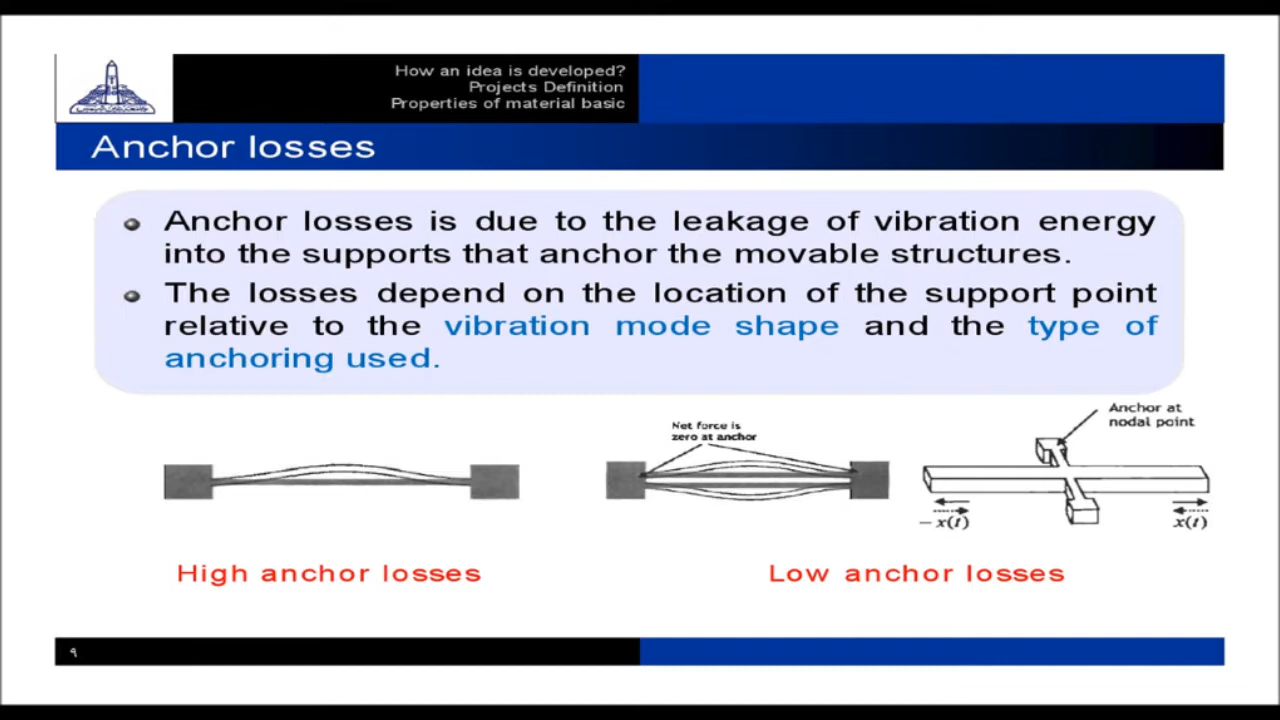 How an idea is developed?
Projects Definition
Properties of material basic
Anchor losses
Anchor losses is due to the leakage of vibration energy
into the supports that anchor the movable structures.
The losses depend on the location of the support point
relative to the vibration mode shape and the type of
anchoring used.
Net force is
zero at anchor
Anchor at
nodal point
− x(t)
x(t)
High anchor losses
Low anchor losses
٩